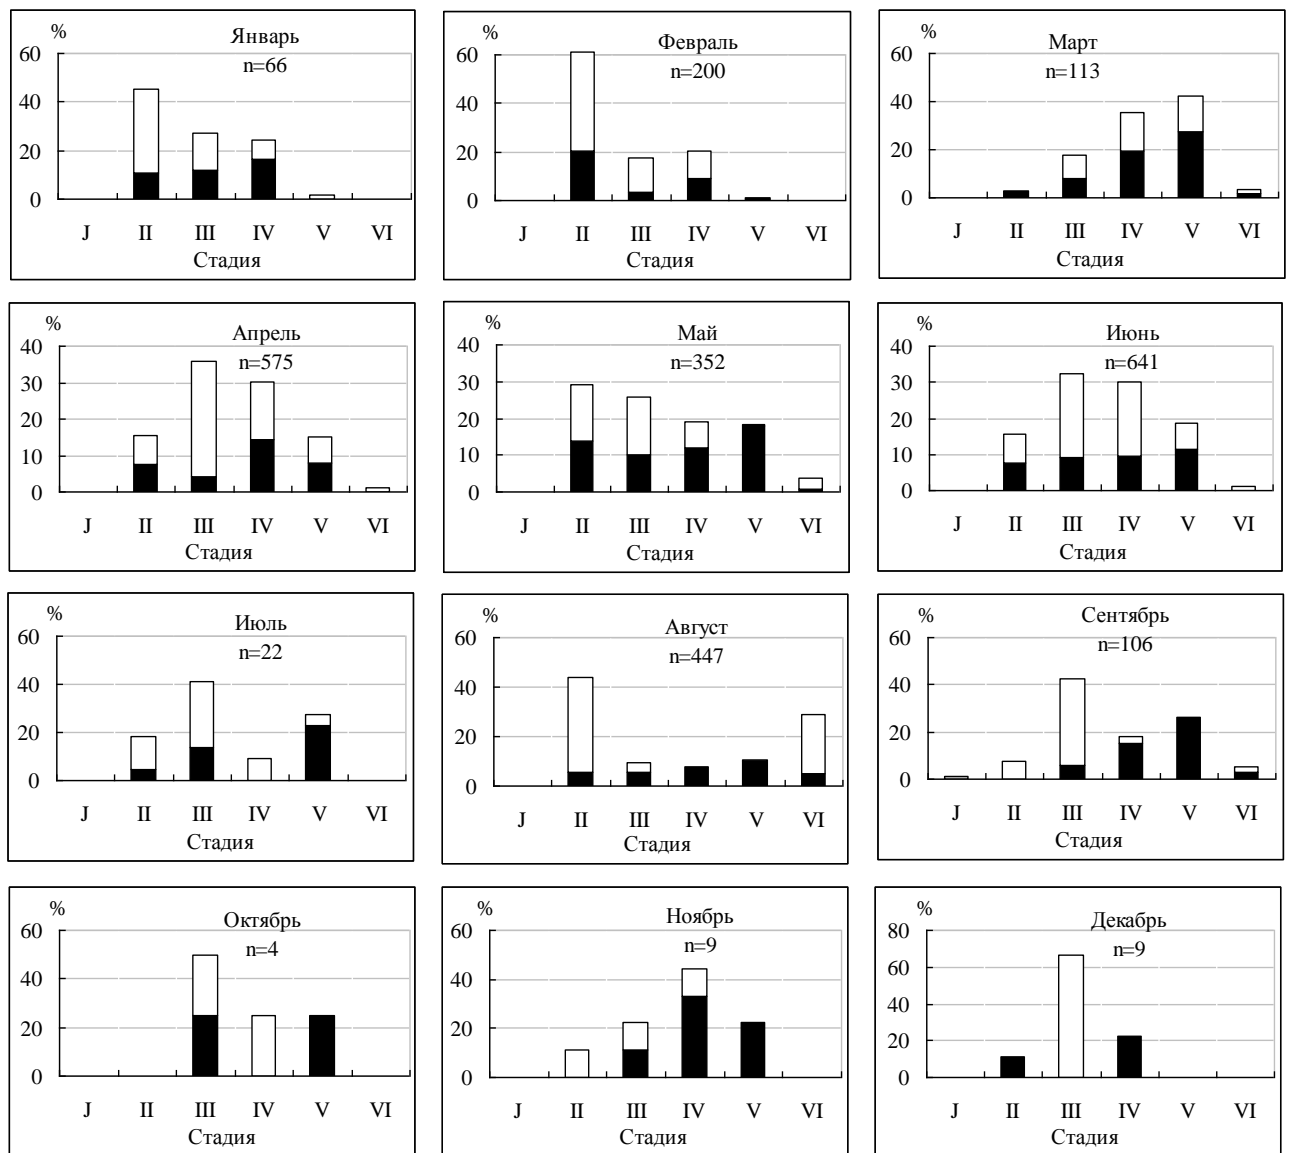 %
Январь
n=66
60
40
20
0
J II III IV V VI
Стадия
%
Февраль
n=200
60
40
20
0
J II III IV V VI
Стадия
%
Март
n=113
60
40
20
0
J II III IV V VI
Стадия
%
Апрель
n=575
40
30
20
10
0
J II III IV V VI
Стадия
%
Май
n=352
40
30
20
10
0
J II III IV V VI
Стадия
%
Июнь
n=641
40
30
20
10
0
J II III IV V VI
Стадия
%
Июль
n=22
60
40
20
0
J II III IV V VI
Стадия
%
Август
n=447
60
40
20
0
J II III IV V VI
Стадия
%
Сентябрь
n=106
60
40
20
0
J II III IV V VI
Стадия
%
Октябрь
n=4
60
40
20
0
J II III IV V VI
Стадия
%
Ноябрь
n=9
60
40
20
0
J II III IV V VI
Стадия
%
Декабрь
n=9
80
60
40
20
0
J II III IV V VI
Стадия